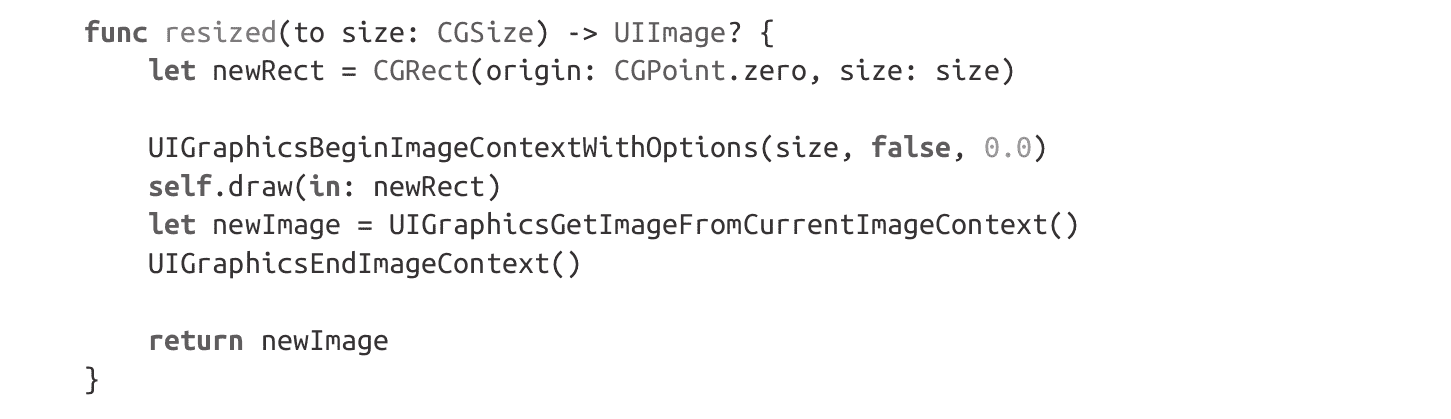 func resized(to size: CGSize) -> UIImage? {
    let newRect = CGRect(origin: CGPoint.zero, size: size)

    UIGraphicsBeginImageContextWithOptions(size, false, 0.0)
    self.draw(in: newRect)
    let newImage = UIGraphicsGetImageFromCurrentImageContext()
    UIGraphicsEndImageContext()

    return newImage
}